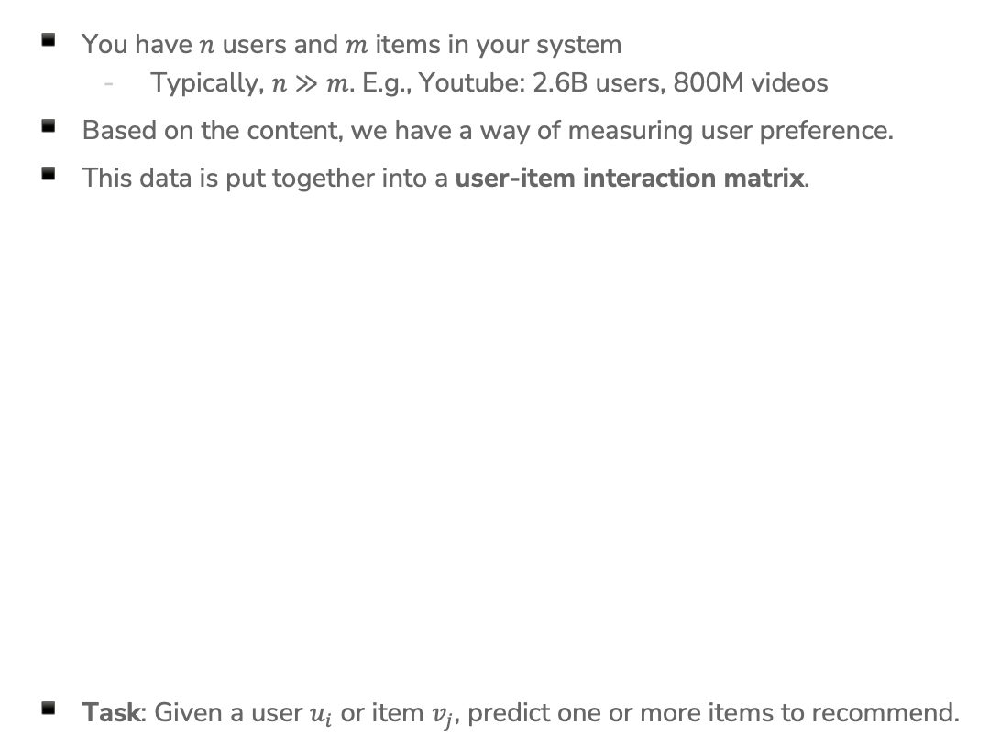 ▪ You have 𝑛 users and 𝑚 items in your system
- Typically, 𝑛 ≫ 𝑚. E.g., Youtube: 2.6B users, 800M videos
▪ Based on the content, we have a way of measuring user preference.
▪ This data is put together into a user-item interaction matrix.
▪ Task: Given a user 𝑢ᵢ or item 𝑣ⱼ, predict one or more items to recommend.